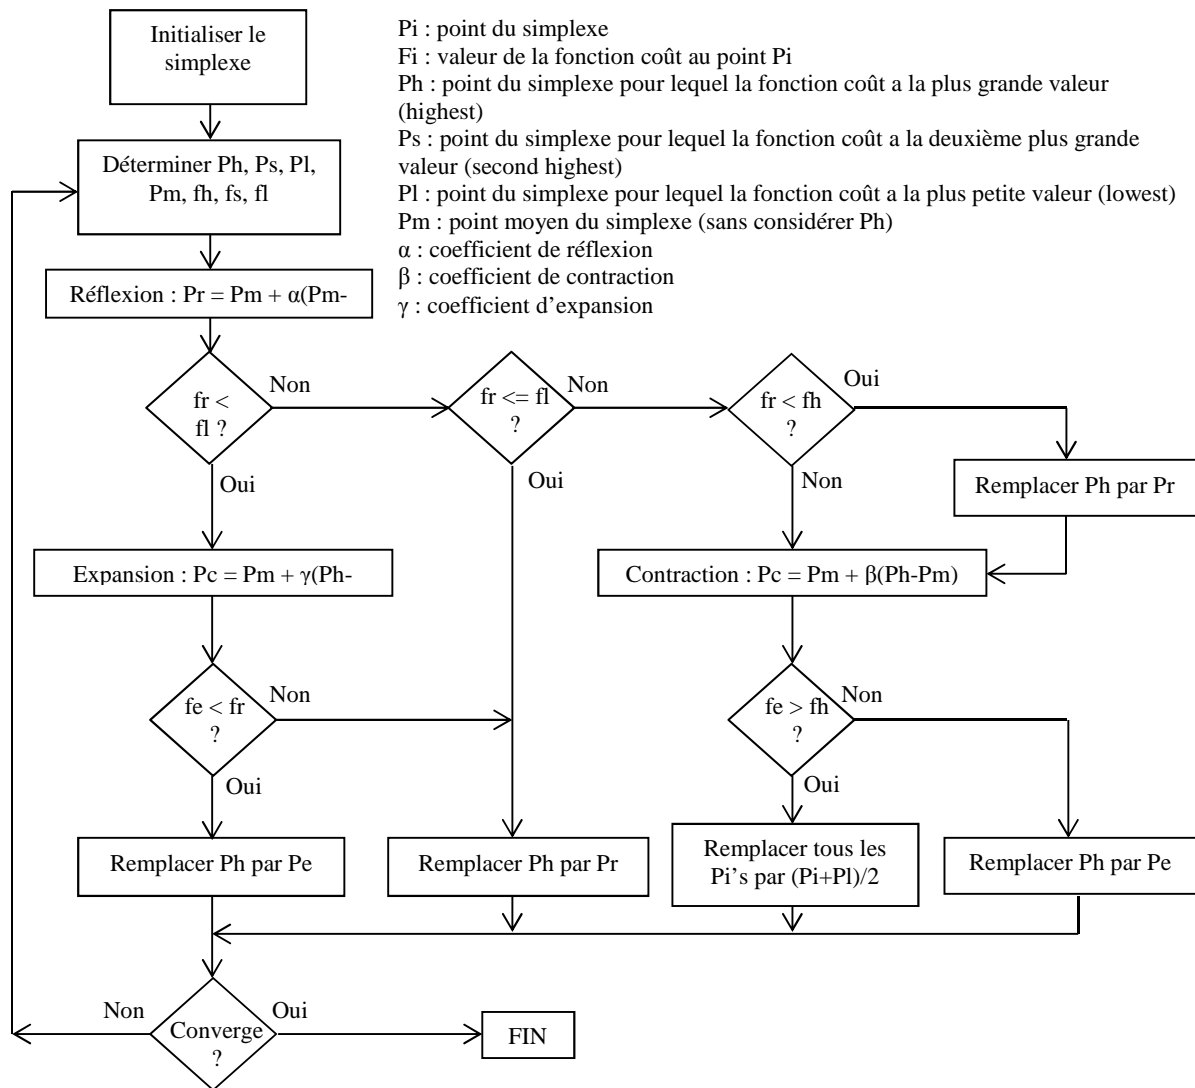 Initialiser le
simplexe
Pi : point du simplexe
Fi : valeur de la fonction coût au point Pi
Ph : point du simplexe pour lequel la fonction coût a la plus grande valeur
(highest)
Ps : point du simplexe pour lequel la fonction coût a la deuxième plus grande
valeur (second highest)
Pl : point du simplexe pour lequel la fonction coût a la plus petite valeur (lowest)
Pm : point moyen du simplexe (sans considérer Ph)
α : coefficient de réflexion
β : coefficient de contraction
γ : coefficient d’expansion
Déterminer Ph, Ps, Pl,
Pm, fh, fs, fl
Réflexion : Pr = Pm + α(Pm-
fr <
fl ?
Non
Oui
fr <= fl
?
Non
Oui
fr < fh
?
Oui
Non
Remplacer Ph par Pr
Expansion : Pc = Pm + γ(Ph-
Contraction : Pc = Pm + β(Ph-Pm)
fe < fr
?
Non
Oui
fe > fh
?
Non
Oui
Remplacer Ph par Pe
Remplacer Ph par Pr
Remplacer tous les
Pi’s par (Pi+Pl)/2
Remplacer Ph par Pe
Non
Converge
?
Oui
FIN